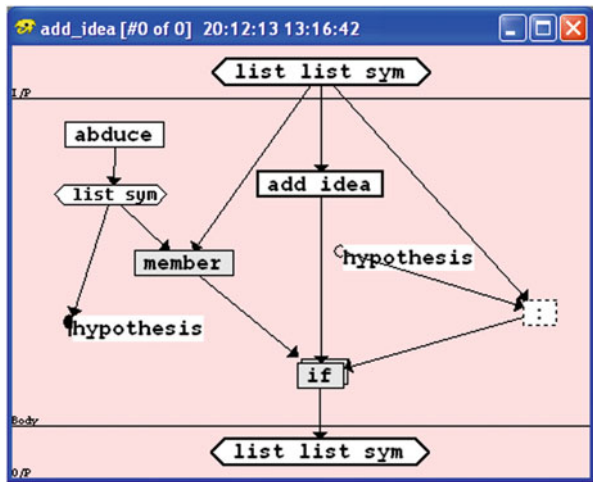 add_idea [#0 of 0] 20:12:13 13:16:42
list list sym
I/P
abduce
list sym
add idea
member
hypothesis
hypothesis
:
if
Body
list list sym
O/P